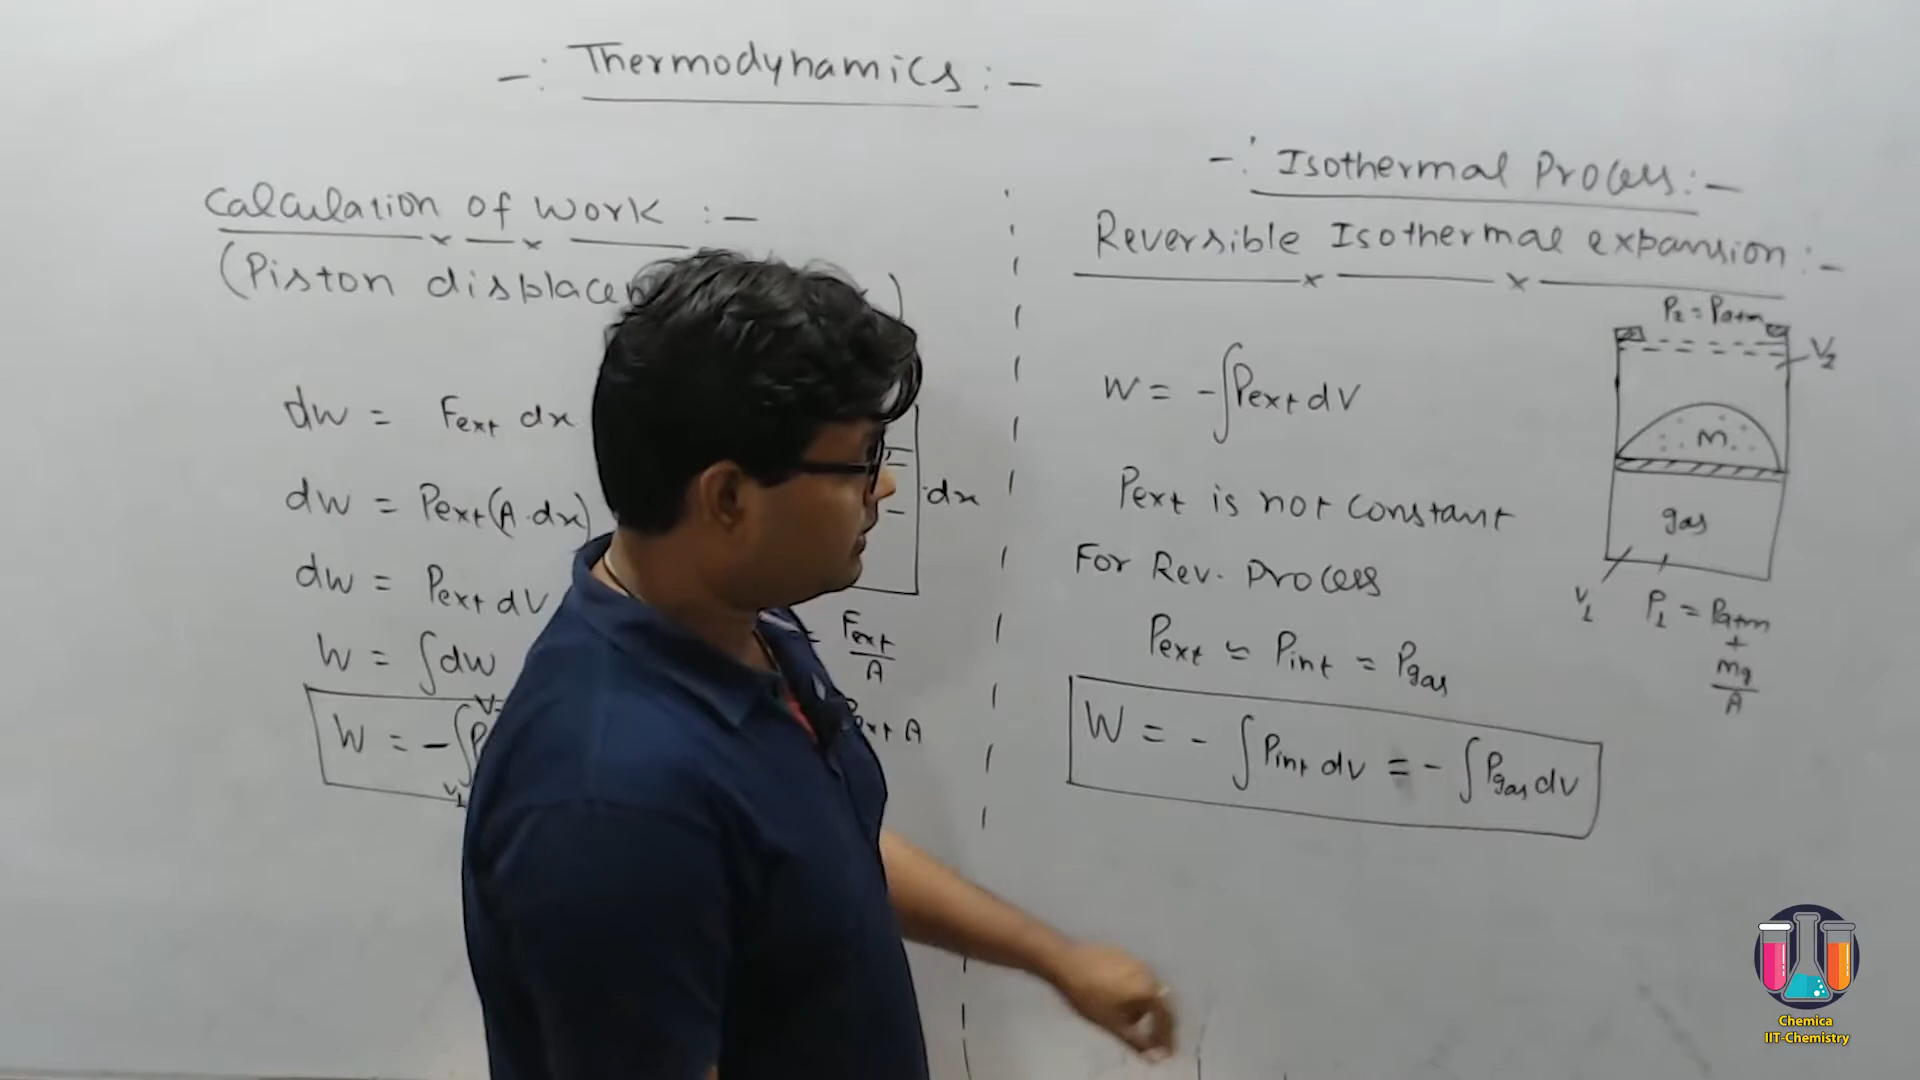 -: Thermodynamics :-
Calculation of work :-
(Piston )
dw = Fext dx
dw = Pext(A.dx)
dw = Pext dV
W = ∫dw
W = -∫
V1
dx
= Fext/A
A
-: Isothermal Process :-
Reversible Isothermal expansion :-
W = -∫Pext dV
Pext is not constant
For Rev. Process
Pext ≃ Pint ≃ Pgas
W = - ∫Pint dv = - ∫Pgas dv
P2 = Patm
V2
m
gas
V1
P1 = Patm
+
mg/A
Chemica
IIT-Chemistry